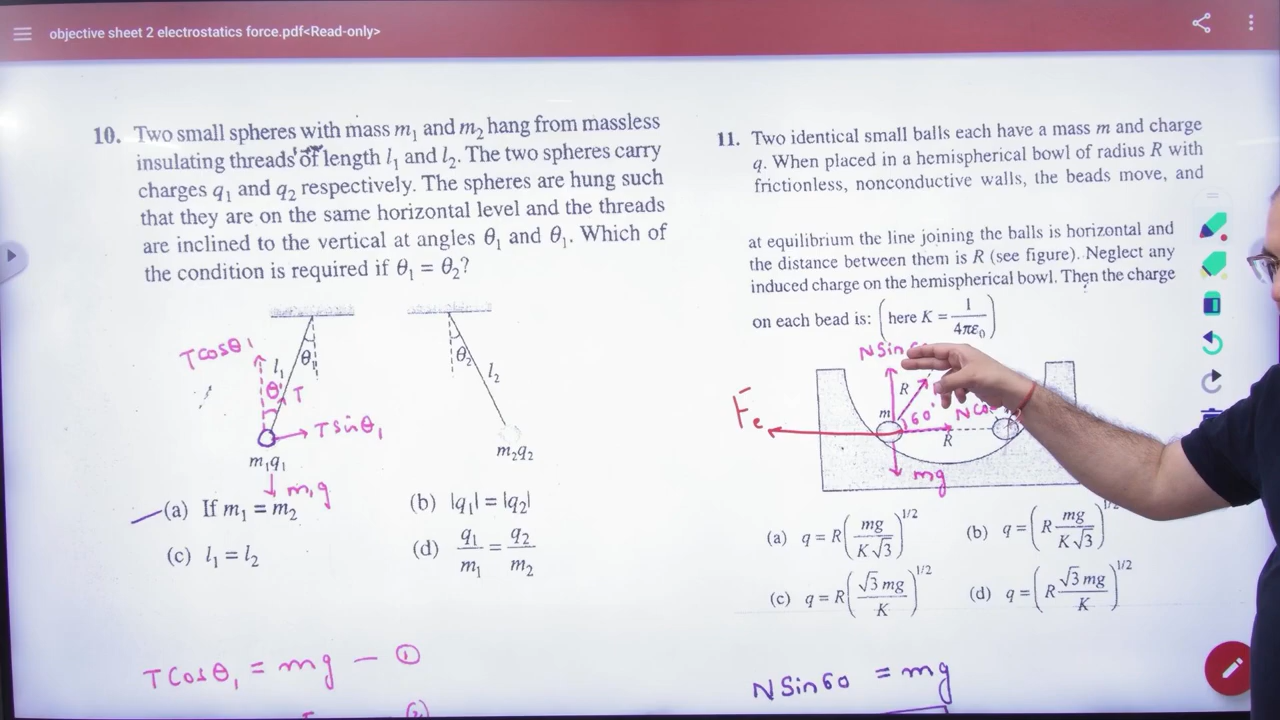 objective sheet 2 electrostatics force.pdf<Read-only>
10. Two small spheres with mass m₁ and m₂ hang from massless
insulating threads of length l₁ and l₂. The two spheres carry
charges q₁ and q₂ respectively. The spheres are hung such
that they are on the same horizontal level and the threads
are inclined to the vertical at angles θ₁ and θ₁. Which of
the condition is required if θ₁ = θ₂?
Tcosθ₁
l₁
θ₁
θ
T
Tsinθ₁
m₁q₁
m₁g
θ₂
l₂
m₂q₂
(a) If m₁ = m₂
(b) |q₁| = |q₂|
(c) l₁ = l₂
(d) q₁/m₁ = q₂/m₂
Tcosθ₁ = mg — ①
②
11. Two identical small balls each have a mass m and charge
q. When placed in a hemispherical bowl of radius R with
frictionless, nonconductive walls, the beads move, and
at equilibrium the line joining the balls is horizontal and
the distance between them is R (see figure). Neglect any
induced charge on the hemispherical bowl. Then the charge
on each bead is: (here K = 1/4πε₀)
R
Fe
m
60°
R
mg
(a) q = R(mg/K√3)^1/2
(b) q = (R mg/K√3)^1/2
(c) q = R(√3 mg/K)^1/2
(d) q = (R √3 mg/K)^1/2
NSin60 = mg